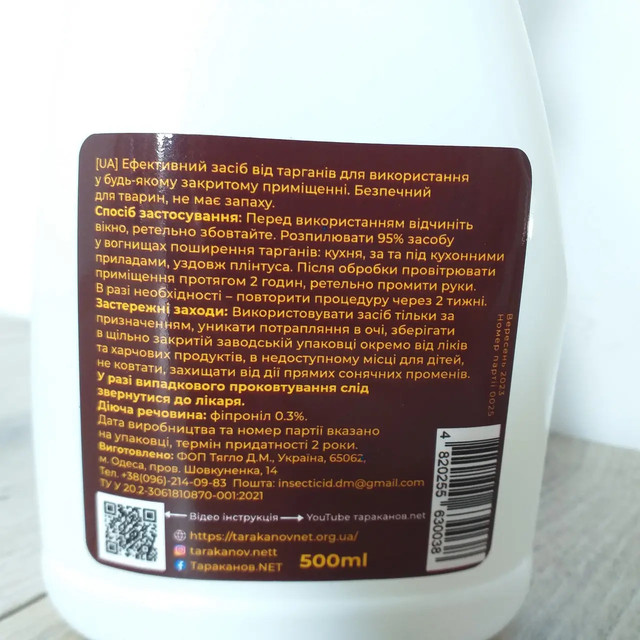 [UA] Ефективний засіб від тарганів для використання
у будь-якому закритому приміщенні. Безпечний
для тварин, не має запаху.
Спосіб застосування: Перед використанням відчиніть
вікно, ретельно збовтайте. Розпилювати 95% засобу
у вогнищах поширення тарганів: кухня, за та під кухонними
приладами, уздовж плінтуса. Після обробки провітрювати
приміщення протягом 2 годин, ретельно промити руки.
В разі необхідності – повторити процедуру через 2 тижні.
Застережні заходи: Використовувати засіб тільки за
призначенням, уникати потрапляння в очі, зберігати
в щільно закритій заводській упаковці окремо від ліків
та харчових продуктів, в недоступному місці для дітей,
не ковтати, захищати від дії прямих сонячних променів.
У разі випадкового проковтування слід
звернутися до лікаря.
Діюча речовина: фіпроніл 0.3%.
Дата виробництва та номер партії вказано
на упаковці, термін придатності 2 роки.
Виготовлено: ФОП Тягло Д.М., Україна, 65062,
м. Одеса, пров. Шовкуненка, 14
Тел. +38(096)-214-09-83 Пошта: insecticid.dm@gmail.com
ТУ У 20.2-3061810870-001:2021
Відео інструкція YouTube тараканов.net
https://tarakanovnet.org.ua/
tarakanov.nett
Тараканов.NET
500ml
Вересень 2023
Номер партії 0025
4 820255 630038